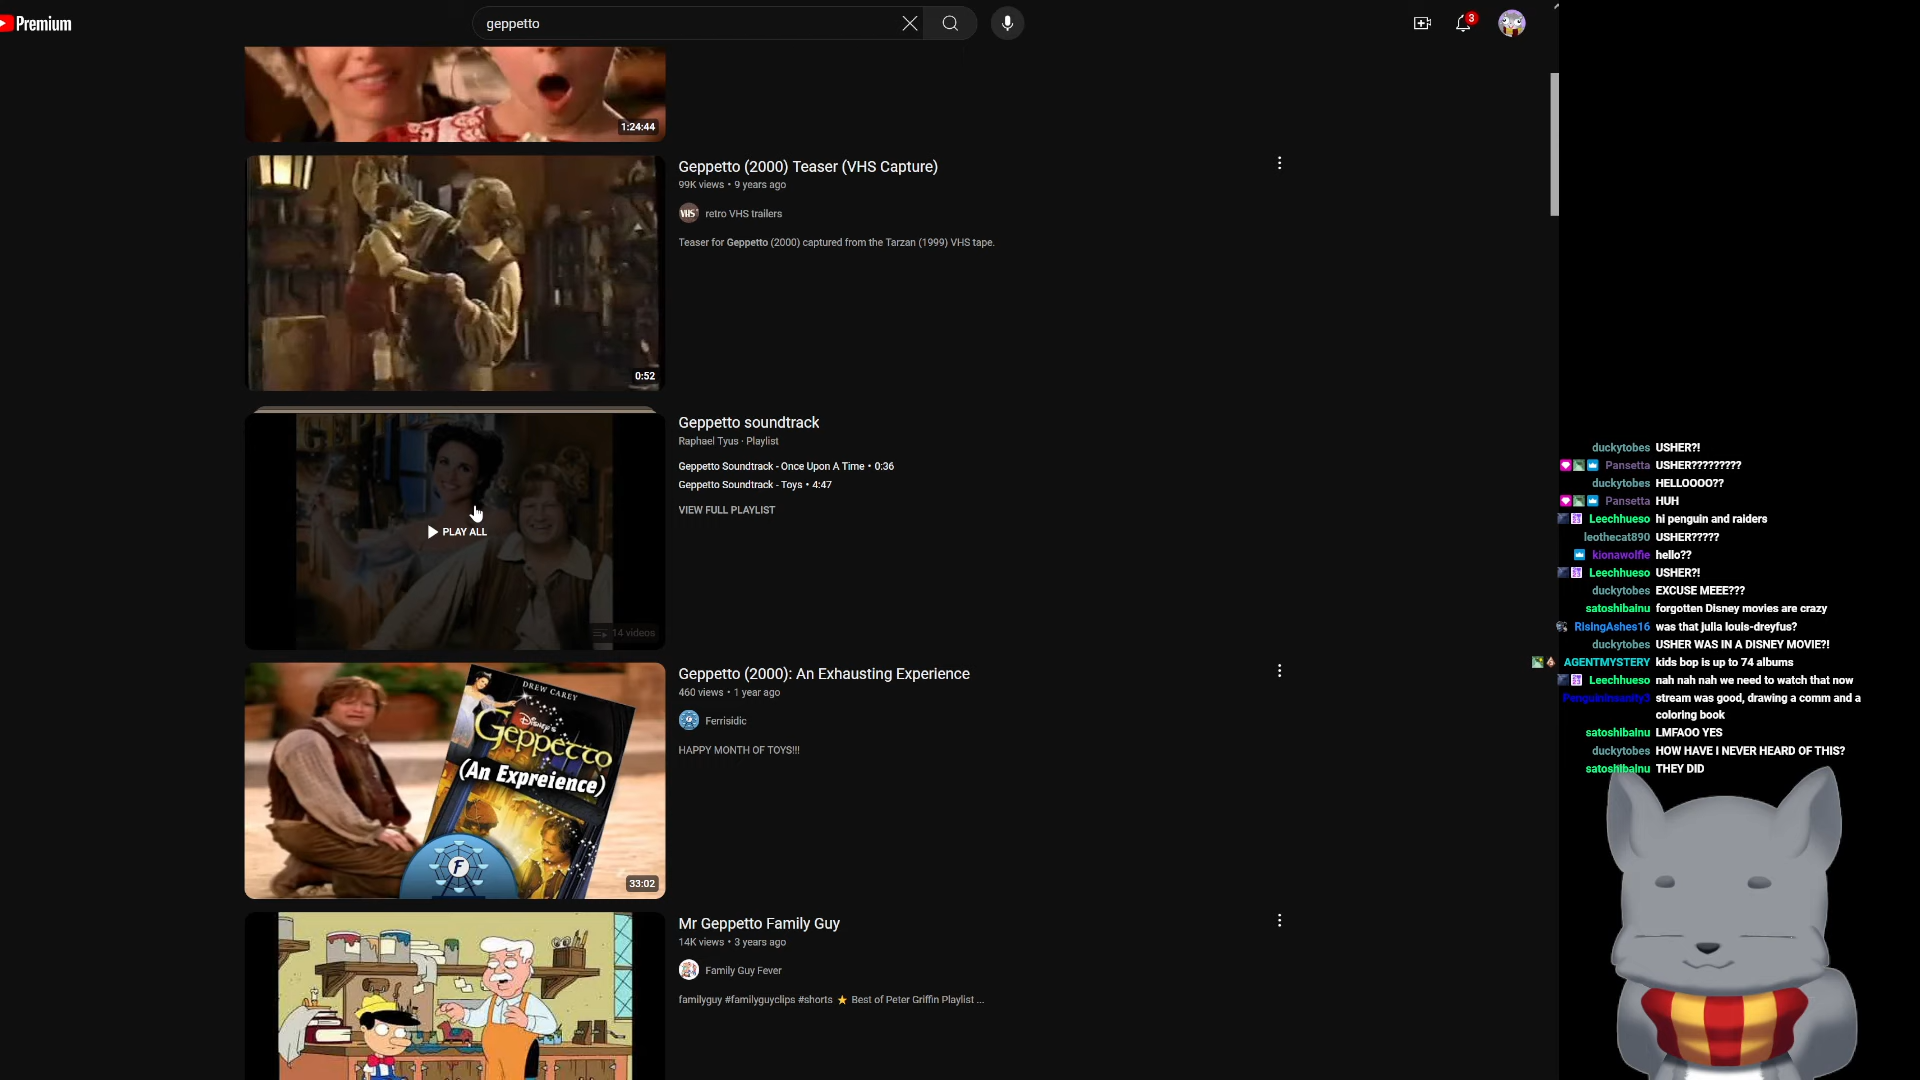 Premium
geppetto
3
1:24:44
Geppetto (2000) Teaser (VHS Capture)
99K views • 9 years ago
VHS
retro VHS trailers
Teaser for Geppetto (2000) captured from the Tarzan (1999) VHS tape.
0:52
Geppetto soundtrack
Raphael Tyus · Playlist
Geppetto Soundtrack - Once Upon A Time • 0:36
Geppetto Soundtrack - Toys • 4:47
VIEW FULL PLAYLIST
PLAY ALL
14 videos
Geppetto (2000): An Exhausting Experience
460 views • 1 year ago
Ferrisidic
HAPPY MONTH OF TOYS!!!
DREW CAREY
DISNEY'S
Geppetto
(An Expreience)
F
33:02
Mr Geppetto Family Guy
14K views • 3 years ago
Family Guy Fever
familyguy #familyguyclips #shorts ⭐ Best of Peter Griffin Playlist ...
duckytobes USHER?!
Pansetta USHER?????????
duckytobes HELLOOOO??
Pansetta HUH
Leechhueso hi penguin and raiders
leothecat890 USHER?????
kionawolfie hello??
Leechhueso USHER?!
duckytobes EXCUSE MEEE???
satoshibainu forgotten Disney movies are crazy
RisingAshes16 was that julia louis-dreyfus?
duckytobes USHER WAS IN A DISNEY MOVIE?!
AGENTMYSTERY kids bop is up to 74 albums
Leechhueso nah nah nah we need to watch that now
Penguininsanity3 stream was good, drawing a comm and a
coloring book
satoshibainu LMFAOO YES
duckytobes HOW HAVE I NEVER HEARD OF THIS?
satoshibainu THEY DID